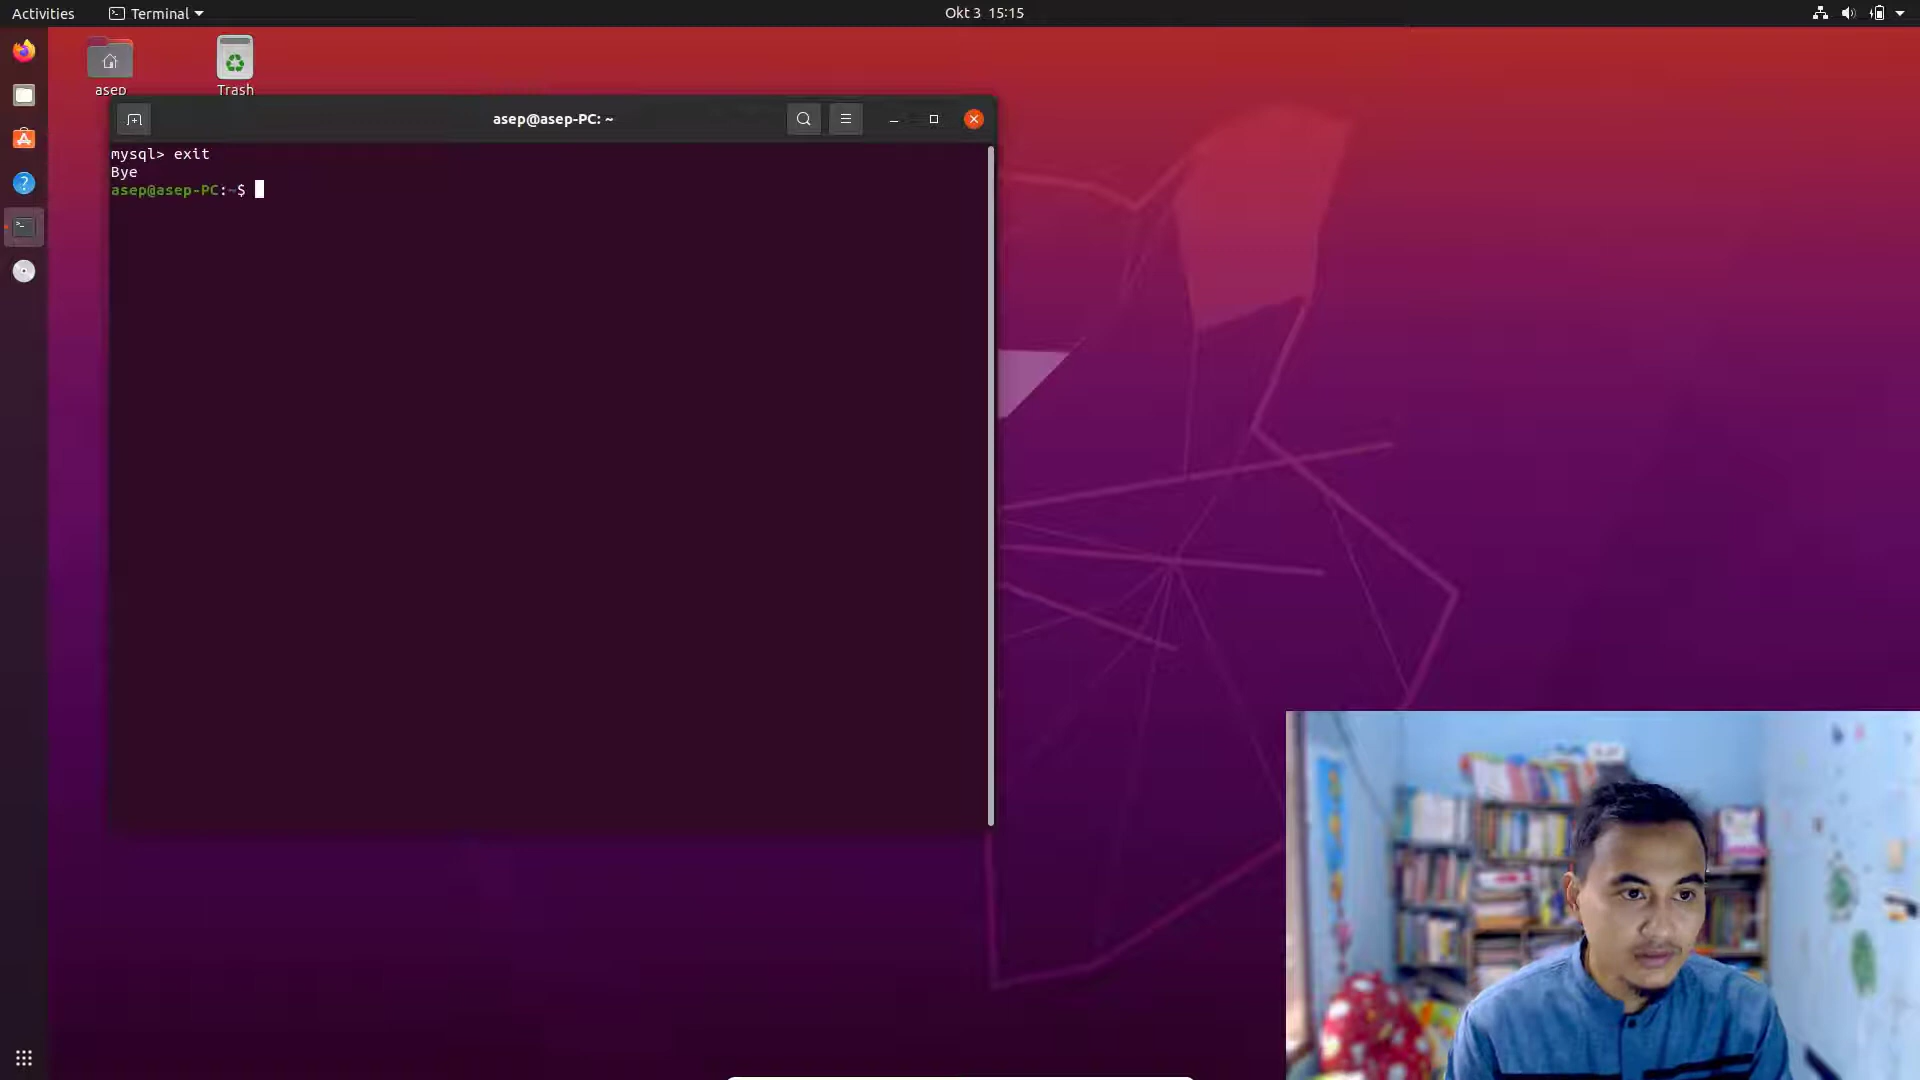 Activities
Terminal
Okt 3 15:15
asep
Trash
asep@asep-PC: ~
mysql> exit
Bye
asep@asep-PC:~$